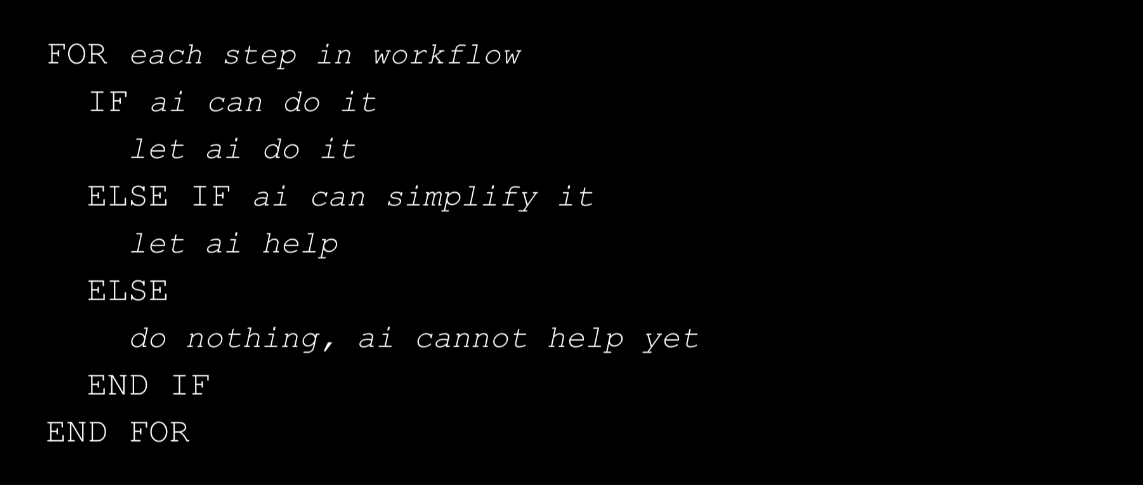 FOR each step in workflow
IF ai can do it
let ai do it
ELSE IF ai can simplify it
let ai help
ELSE
do nothing, ai cannot help yet
END IF
END FOR